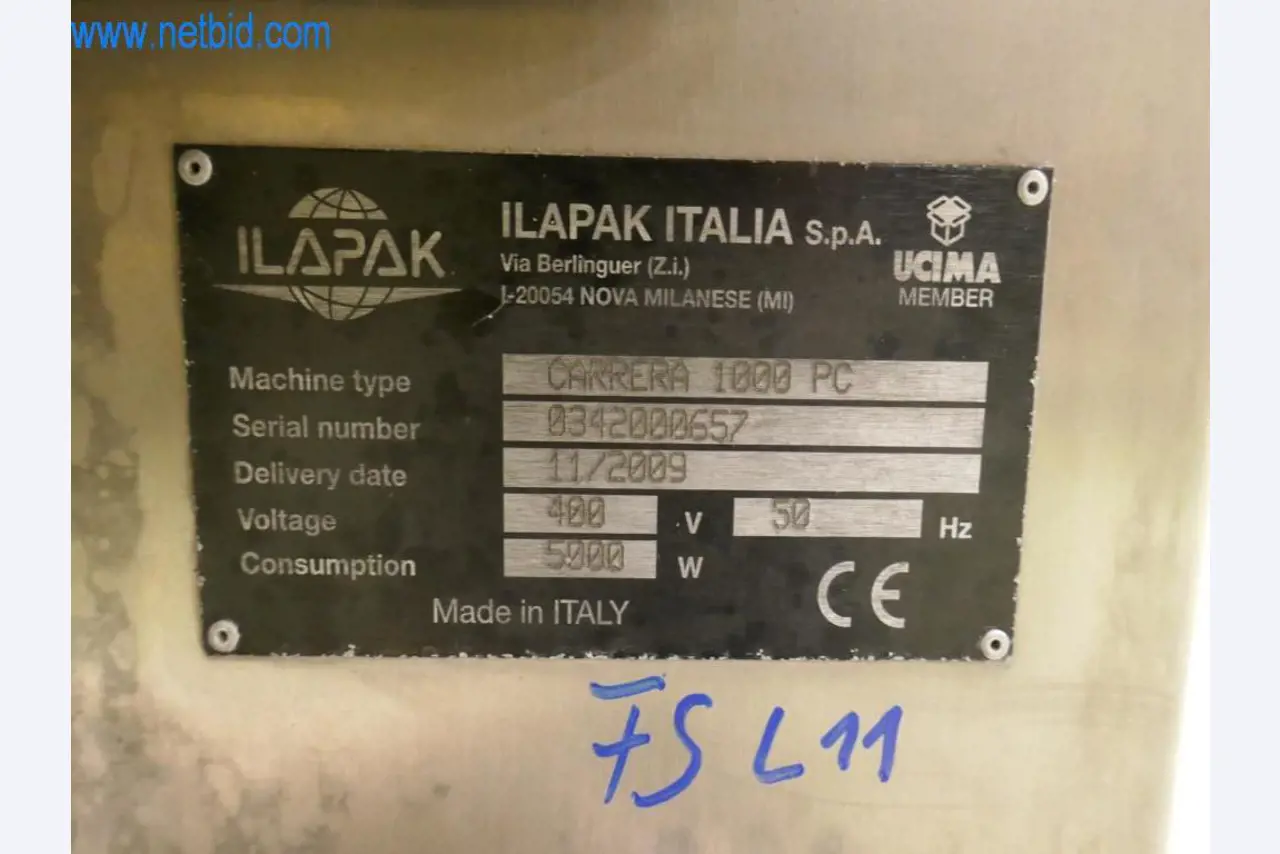 www.netbid.com
ILAPAK
ILAPAK ITALIA S.p.A.
Via Berlinguer (Z.i.)
I-20054 NOVA MILANESE (MI)
UCIMA
MEMBER
Machine type CARRERA 1000 PC
Serial number 0342000657
Delivery date 11/2009
Voltage 400 V 50 Hz
Consumption 5000 W
Made in ITALY CE
FS L11